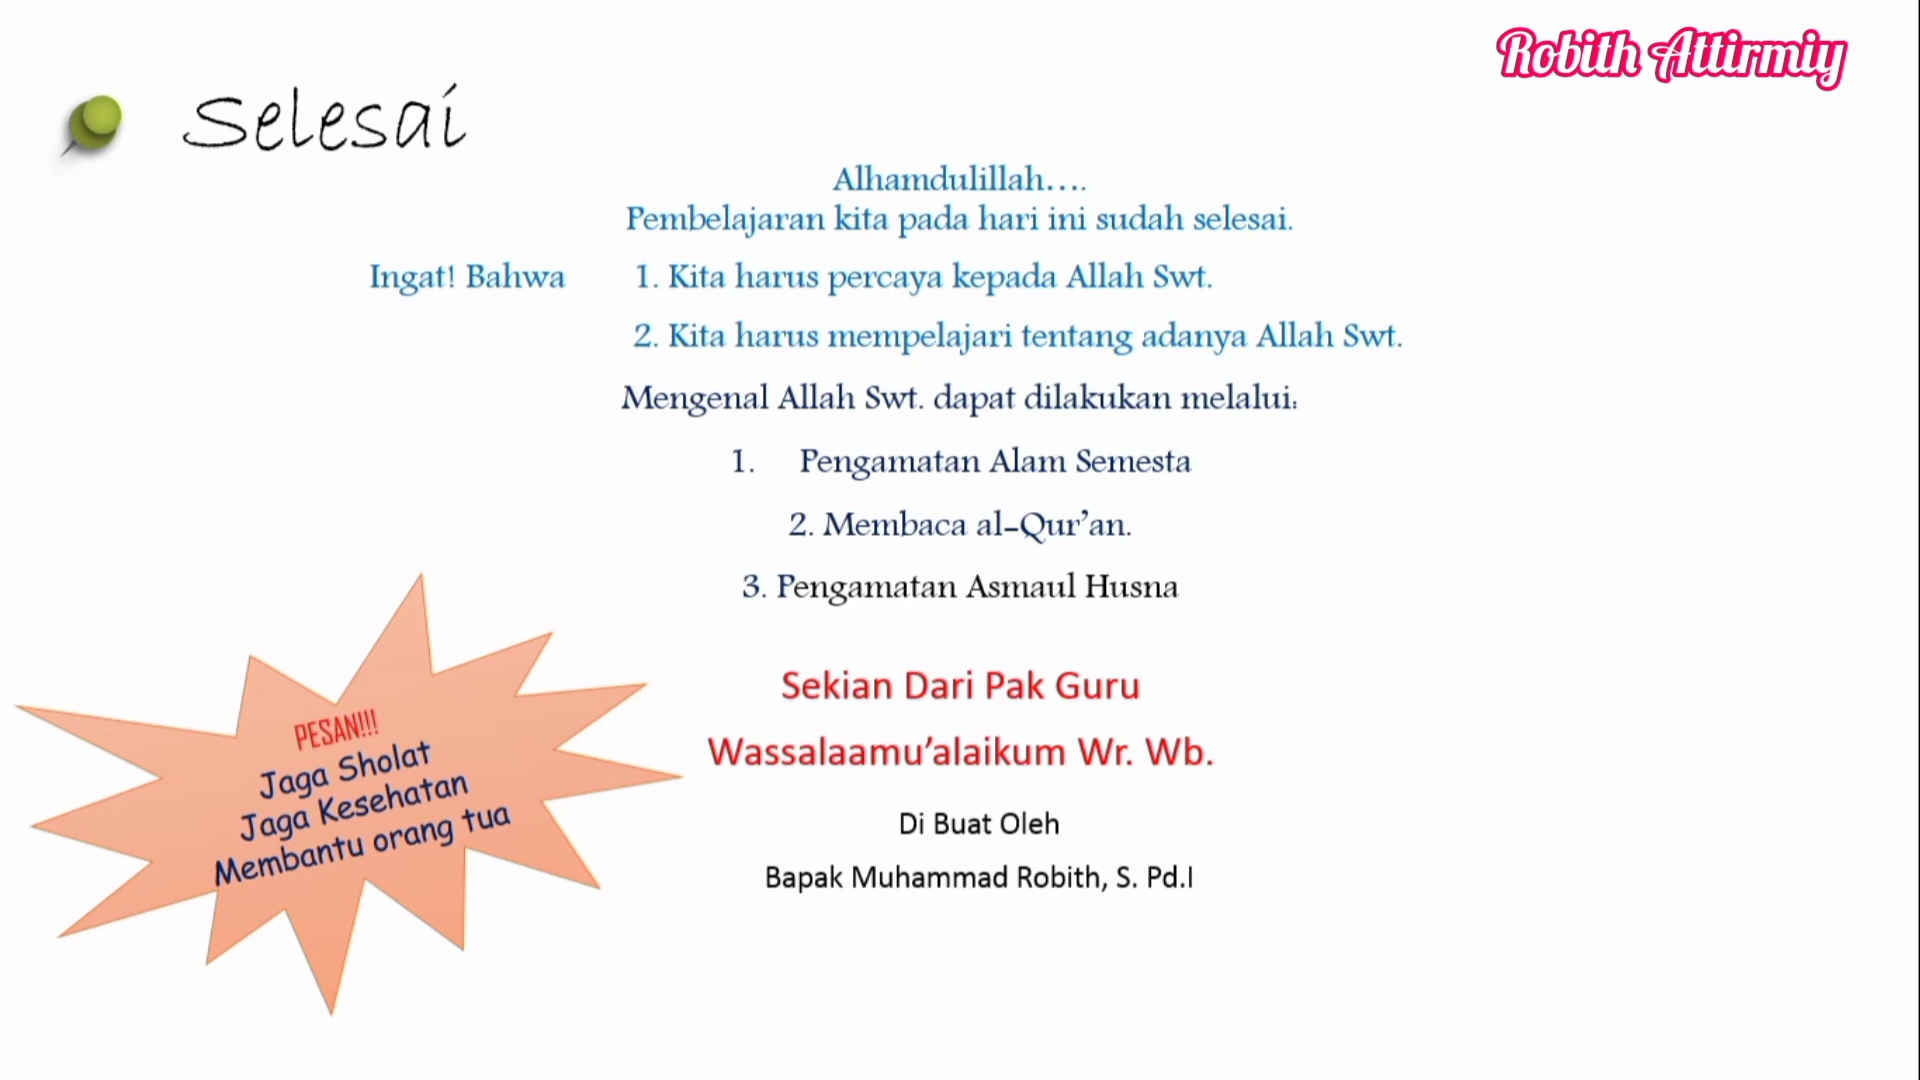 Robith Attirmiy
Selesai
Alhamdulillah....
Pembelajaran kita pada hari ini sudah selesai.
Ingat! Bahwa 1. Kita harus percaya kepada Allah Swt.
2. Kita harus mempelajari tentang adanya Allah Swt.
Mengenal Allah Swt. dapat dilakukan melalui:
1. Pengamatan Alam Semesta
2. Membaca al-Qur’an.
3. Pengamatan Asmaul Husna
Sekian Dari Pak Guru
Wassalaamu’alaikum Wr. Wb.
Di Buat Oleh
Bapak Muhammad Robith, S. Pd.I
PESAN!!!
Jaga Sholat
Jaga Kesehatan
Membantu orang tua